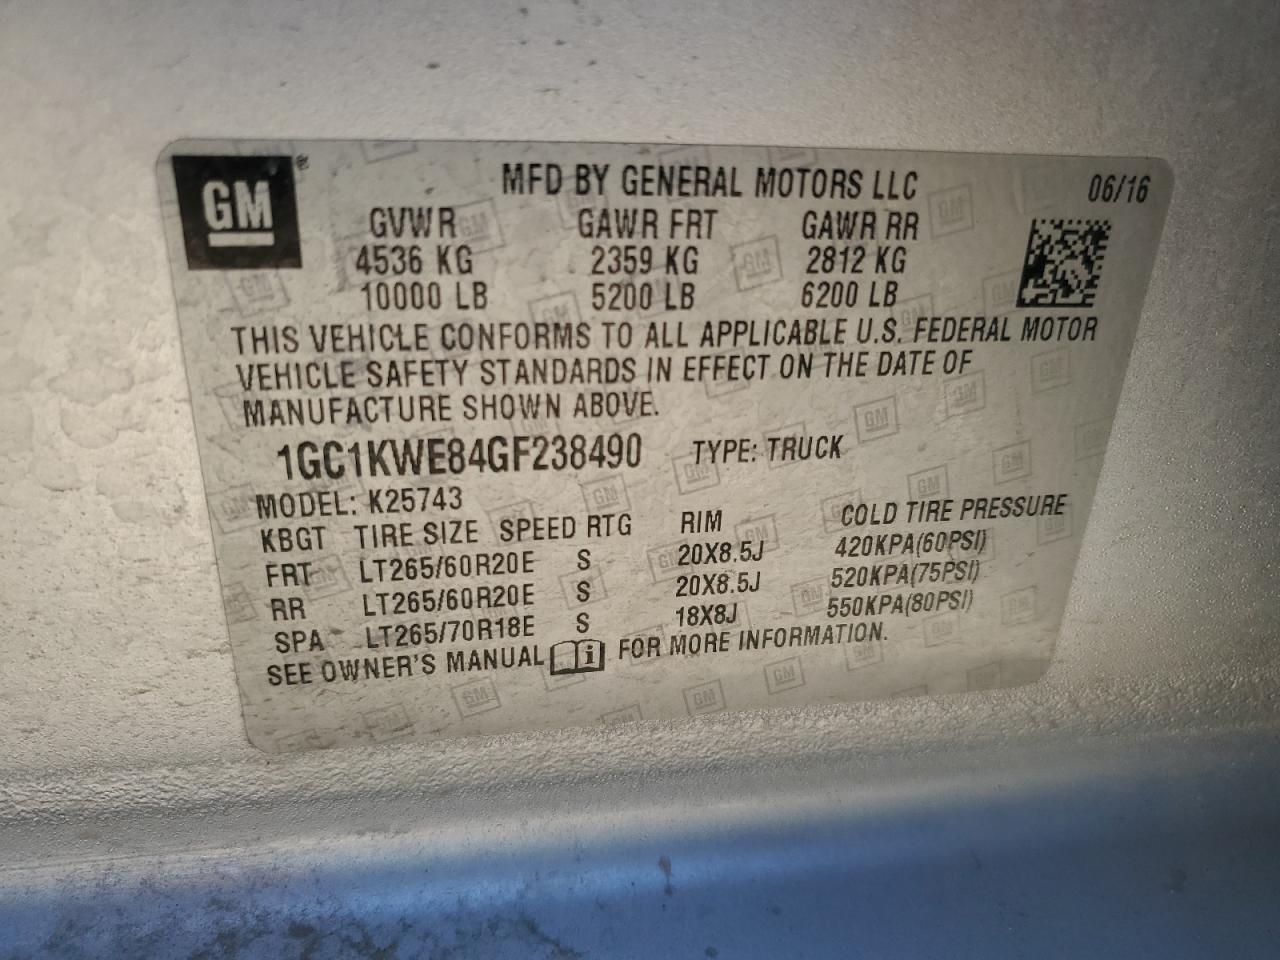 GM ®
MFD BY GENERAL MOTORS LLC 06/16
GVWR GAWR FRT GAWR RR
4536 KG 2359 KG 2812 KG
10000 LB 5200 LB 6200 LB
THIS VEHICLE CONFORMS TO ALL APPLICABLE U.S. FEDERAL MOTOR
VEHICLE SAFETY STANDARDS IN EFFECT ON THE DATE OF
MANUFACTURE SHOWN ABOVE.
1GC1KWE84GF238490 TYPE: TRUCK
MODEL: K25743
KBGT TIRE SIZE SPEED RTG RIM COLD TIRE PRESSURE
FRT LT265/60R20E S 20X8.5J 420KPA(60PSI)
RR LT265/60R20E S 20X8.5J 520KPA(75PSI)
SPA LT265/70R18E S 18X8J 550KPA(80PSI)
SEE OWNER'S MANUAL i FOR MORE INFORMATION.